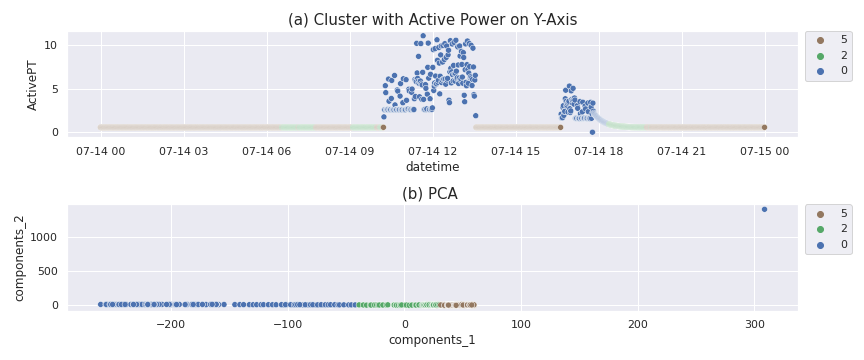 (a) Cluster with Active Power on Y-Axis
10
5
0
ActivePT
5
2
0
07-14 00 07-14 03 07-14 06 07-14 09 07-14 12 07-14 15 07-14 18 07-14 21 07-15 00
datetime
(b) PCA
1000
500
0
components_2
5
2
0
−200 −100 0 100 200 300
components_1